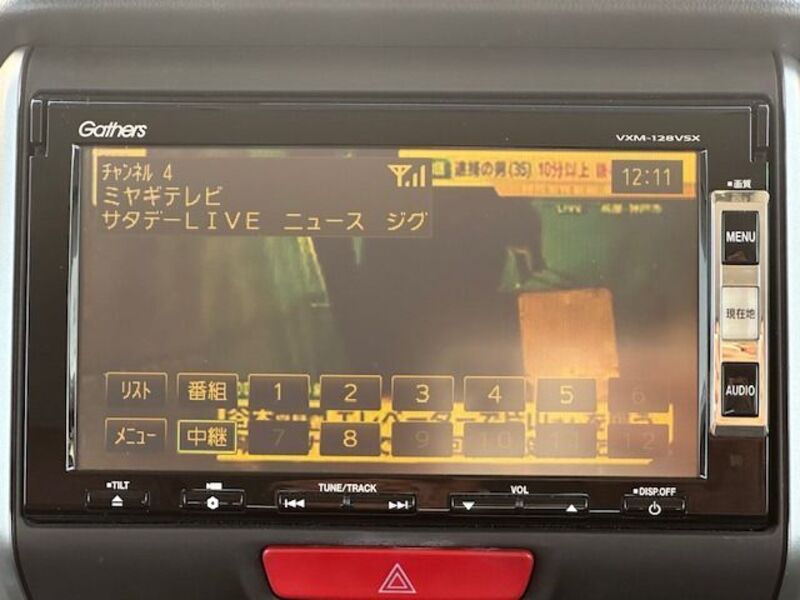 Gathers
VXM-128VSX
チャンネル 4
ミヤギテレビ
サタデーLIVE ニュース ジグ
逮捕の男(35) 10分以上
12:11
画質
MENU
現在地
AUDIO
リスト 番組 1 2 3 4 5 6
メニュー 中継 7 8 9 10 11 12
TILT
TUNE/TRACK
VOL
DISP.OFF